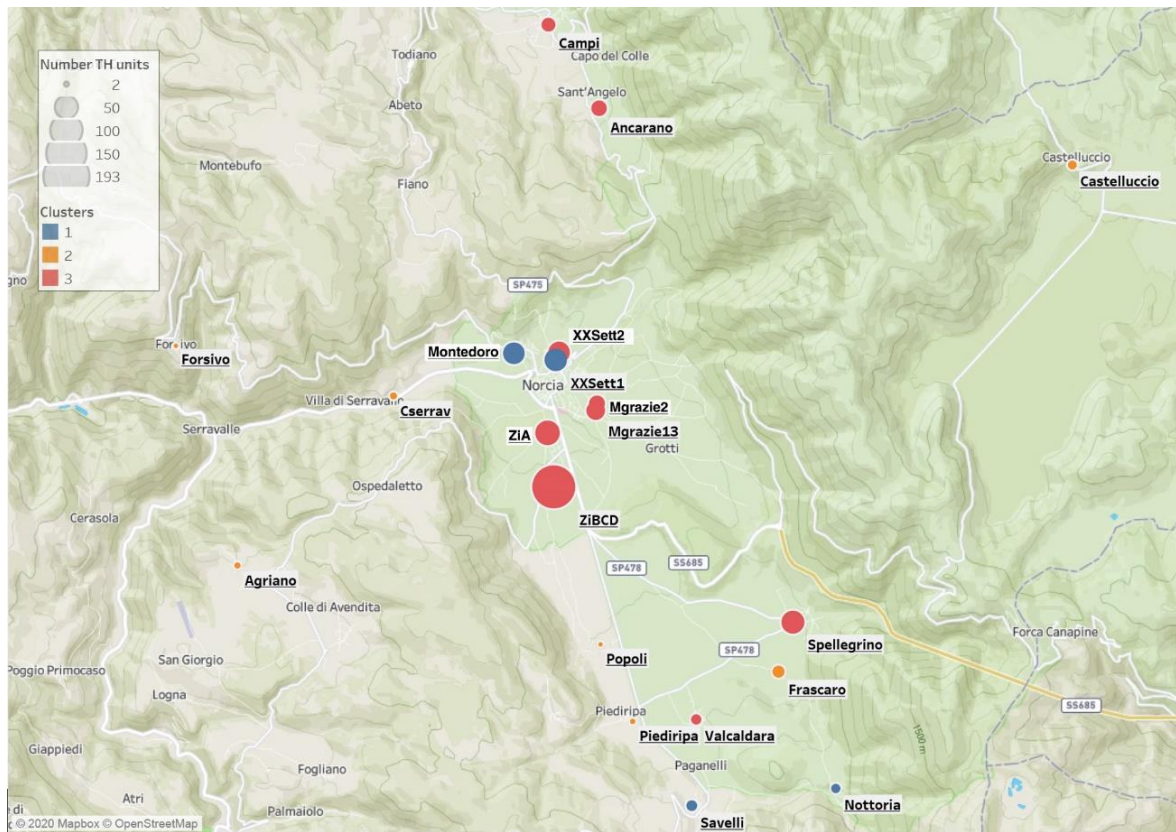 Number TH units
2
50
100
150
193
Clusters
1
2
3
Campi
Todiano
Capo del Colle
Sant'Angelo
Abeto
Ancarano
Montebufo
Fiano
Castelluccio
Castelluccio
gno
SP475
XXSett2
Forsivo
Forsivo
Montedoro
Norcia
XXSett1
Villa di Serravalle
Cserrav
Mgrazie2
Serravalle
Mgrazie13
ZiA
Grotti
Ospedaletto
Cerasola
ZiBCD
SP478
SS685
Agriano
Colle di Avendita
Forca Canapine
Spellegrino
Popoli
SP478
San Giorgio
Poggio Primocaso
Frascaro
Logna
SS685
Piediripa
Piediripa
Valcaldara
Giappiedi
1500 m
Paganelli
Fogliano
Nottoria
Atri
e di
Palmaiolo
Savelli
© 2020 Mapbox © OpenStreetMap